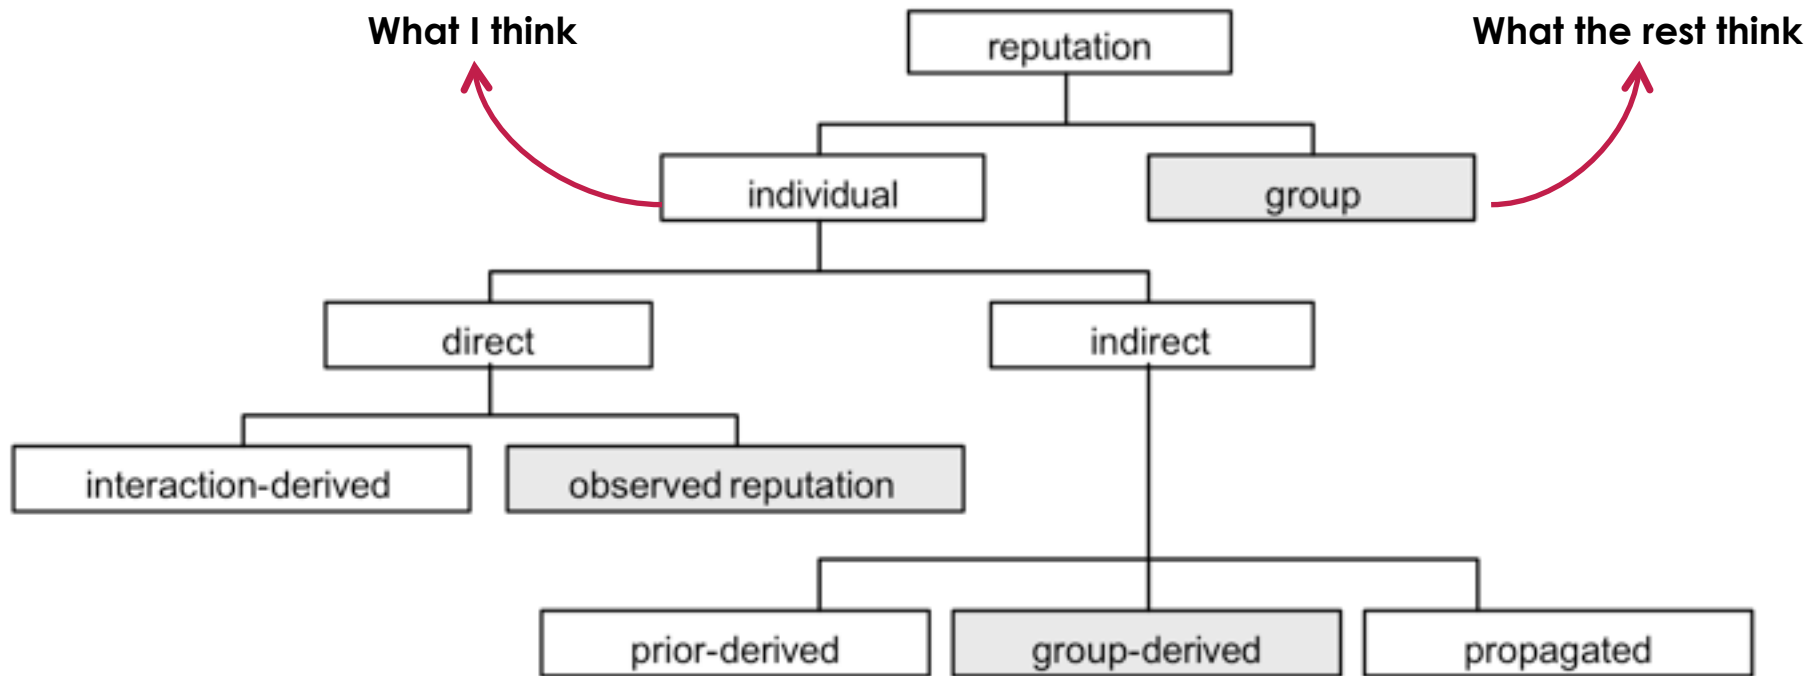 What I think
reputation
What the rest think
individual
group
direct
indirect
interaction-derived
observed reputation
prior-derived
group-derived
propagated